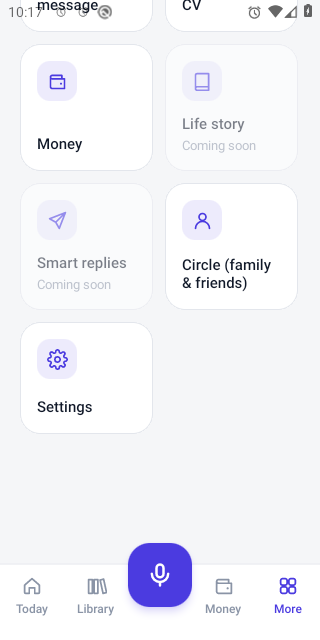 10:17
message
CV
Money
Life story
Coming soon
Smart replies
Coming soon
Circle (family
& friends)
Settings
Today
Library
Money
More